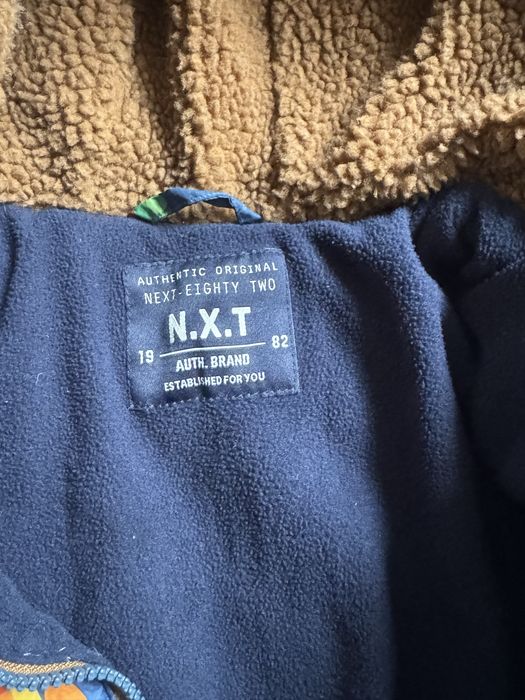 AUTHENTIC ORIGINAL
NEXT-EIGHTY TWO
N.X.T
19 82
AUTH. BRAND
ESTABLISHED FOR YOU